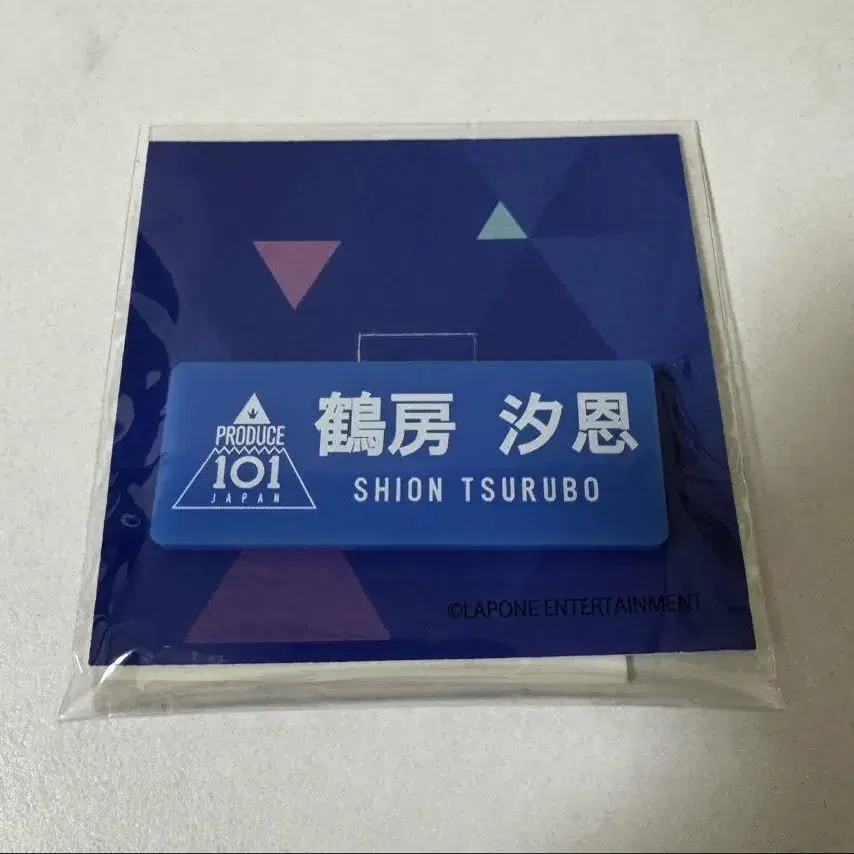 PRODUCE
101
JAPAN
鶴房 汐恩
SHION TSURUBO
©LAPONE ENTERTAINMENT